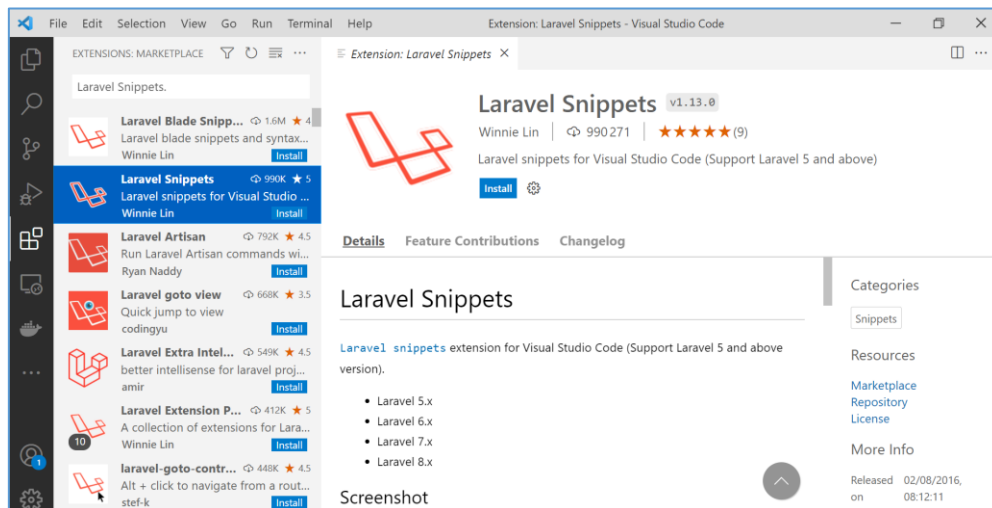 File Edit Selection View Go Run Terminal Help Extension: Laravel Snippets - Visual Studio Code
EXTENSIONS: MARKETPLACE
Laravel Snippets.
Laravel Blade Snipp... 1.6M ★ 4
Laravel blade snippets and syntax...
Winnie Lin Install
Laravel Snippets 990K ★ 5
Laravel snippets for Visual Studio ...
Winnie Lin Install
Laravel Artisan 792K ★ 4.5
Run Laravel Artisan commands wi...
Ryan Naddy Install
Laravel goto view 668K ★ 3.5
Quick jump to view
codingyu Install
Laravel Extra Intel... 549K ★ 4.5
better intellisense for laravel proj...
amir Install
Laravel Extension P... 412K ★ 5
A collection of extensions for Lara...
10 Winnie Lin Install
laravel-goto-contr... 448K ★ 4.5
Alt + click to navigate from a rout...
stef-k Install
1
Extension: Laravel Snippets
Laravel Snippets v1.13.0
Winnie Lin 990 271 ★★★★★(9)
Laravel snippets for Visual Studio Code (Support Laravel 5 and above)
Install
Details Feature Contributions Changelog
Laravel Snippets
Laravel snippets extension for Visual Studio Code (Support Laravel 5 and above
version).
• Laravel 5.x
• Laravel 6.x
• Laravel 7.x
• Laravel 8.x
Screenshot
Categories
Snippets
Resources
Marketplace
Repository
License
More Info
Released 02/08/2016,
on 08:12:11